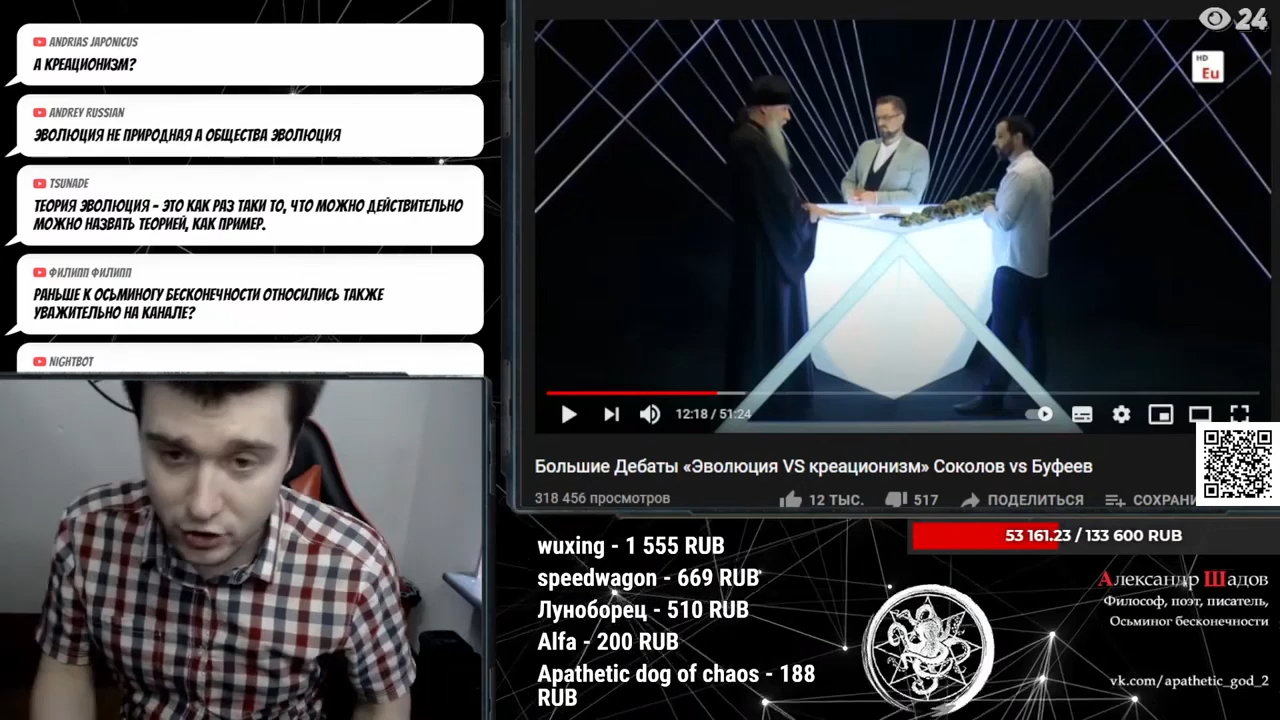 ANDRIAS JAPONICUS
А КРЕАЦИОНИЗМ?
ANDREY RUSSIAN
ЭВОЛЮЦИЯ НЕ ПРИРОДНАЯ А ОБЩЕСТВА ЭВОЛЮЦИЯ
TSUNADE
ТЕОРИЯ ЭВОЛЮЦИЯ - ЭТО КАК РАЗ ТАКИ ТО, ЧТО МОЖНО ДЕЙСТВИТЕЛЬНО
МОЖНО НАЗВАТЬ ТЕОРИЕЙ, КАК ПРИМЕР.
ФИЛИПП ФИЛИПП
РАНЬШЕ К ОСЬМИНОГУ БЕСКОНЕЧНОСТИ ОТНОСИЛИСЬ ТАКЖЕ
УВАЖИТЕЛЬНО НА КАНАЛЕ?
NIGHTBOT
24
HD
Eu
12:18 / 51:24
Большие Дебаты «Эволюция VS креационизм» Соколов vs Буфеев
318 456 просмотров
12 ТЫС.
517
ПОДЕЛИТЬСЯ
СОХРАНИ
53 161.23 / 133 600 RUB
wuxing - 1 555 RUB
speedwagon - 669 RUB
Луноборец - 510 RUB
Alfa - 200 RUB
Apathetic dog of chaos - 188
RUB
Александр Шадов
Философ, поэт, писатель,
Осьминог бесконечности
vk.com/apathetic_god_2